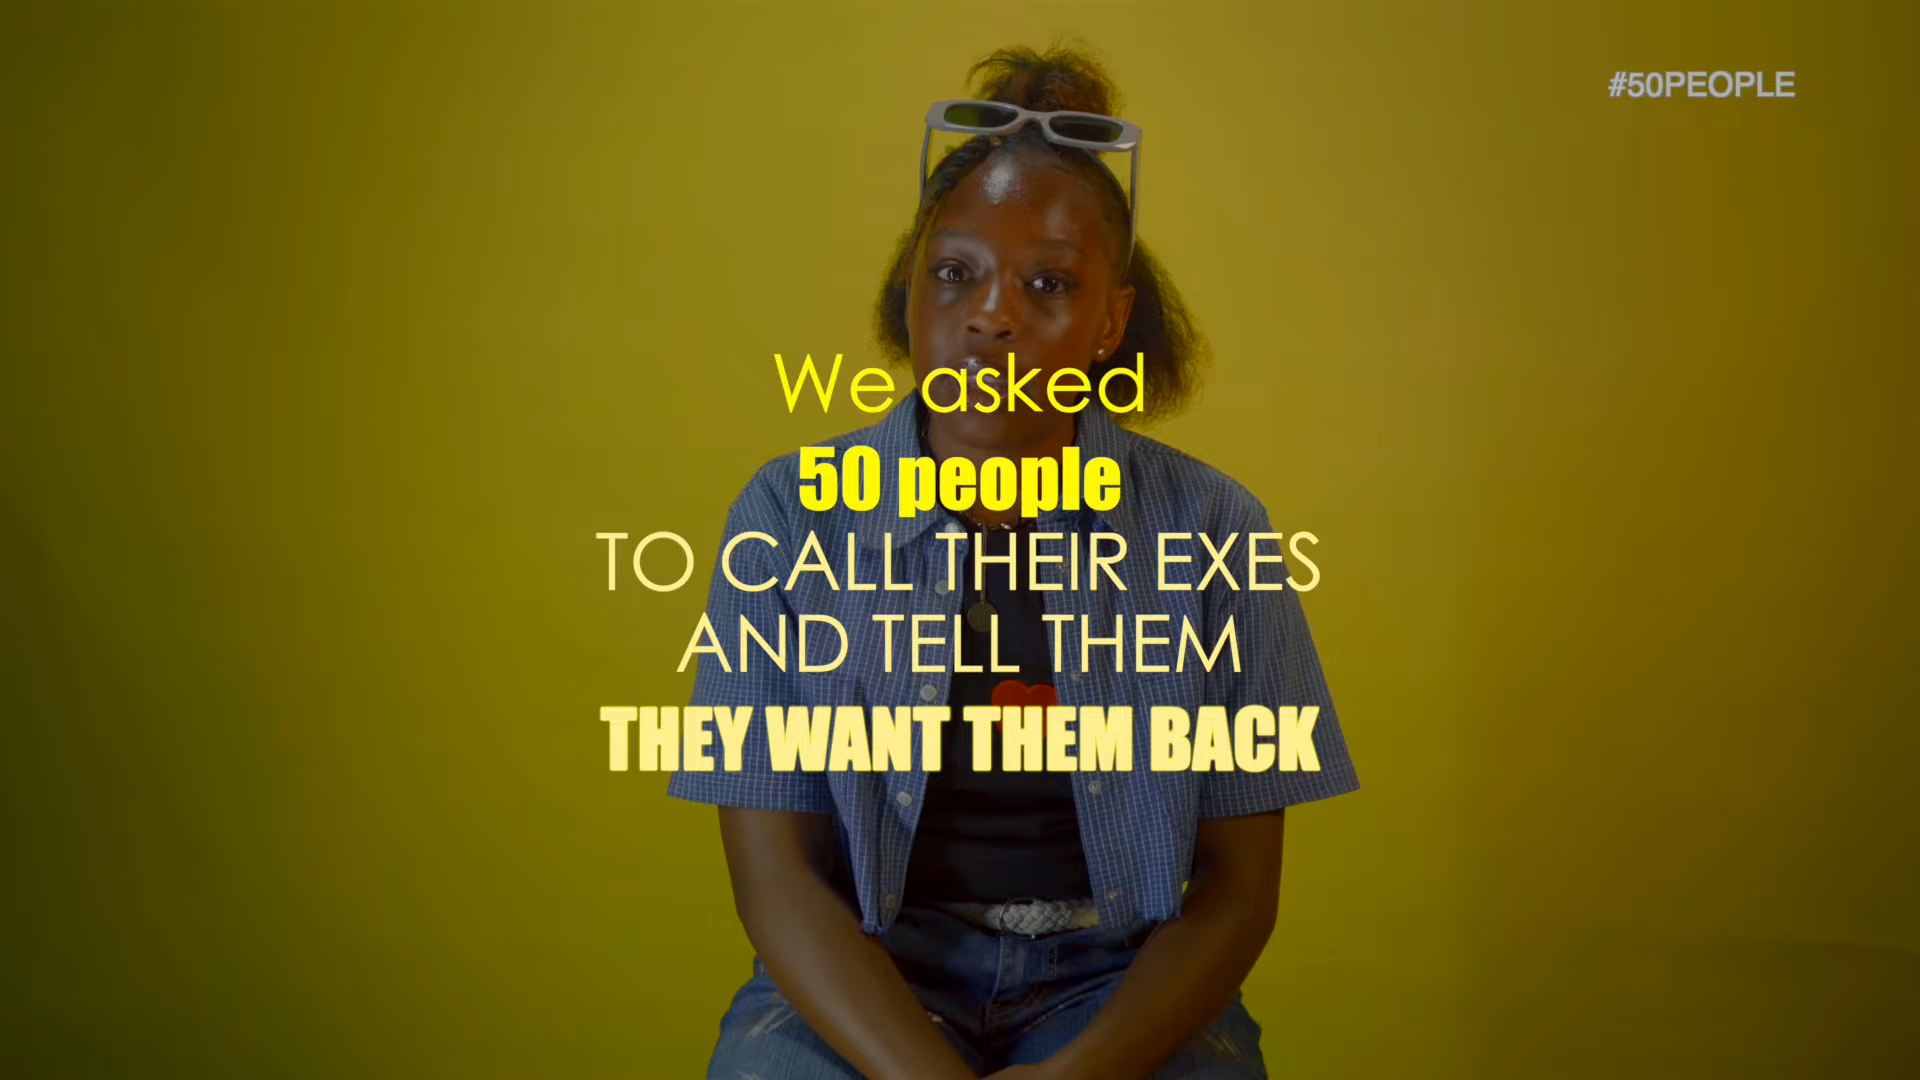 #50PEOPLE
We asked
50 people
TO CALL THEIR EXES
AND TELL THEM
THEY WANT THEM BACK